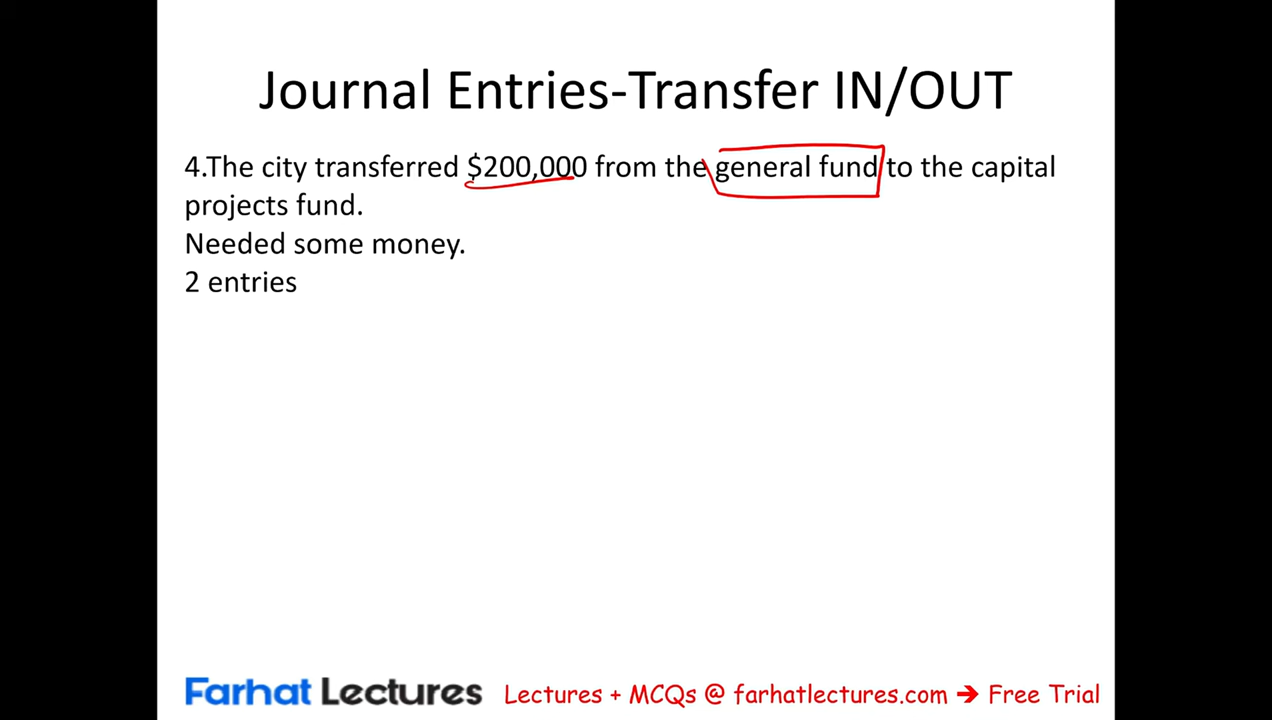 Journal Entries-Transfer IN/OUT
4.The city transferred $200,000 from the general fund to the capital
projects fund.
Needed some money.
2 entries
Farhat Lectures Lectures + MCQs @ farhatlectures.com → Free Trial